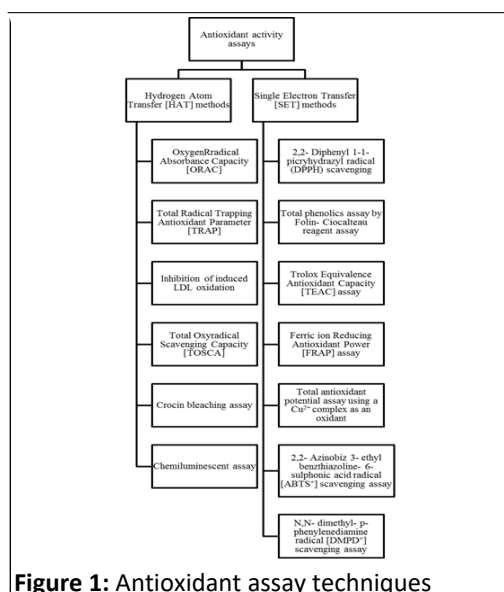 Antioxidant activity
assays
Hydrogen Atom
Transfer [HAT] methods
Single Electron Transfer
[SET] methods
OxygenRradical
Absorbance Capacity
[ORAC]
Total Radical Trapping
Antioxidant Parameter
[TRAP]
Inhibition of induced
LDL oxidation
Total Oxyradical
Scavenging Capacity
[TOSCA]
Crocin bleaching assay
Chemiluminescent assay
2,2- Diphenyl 1-1-
picryhydrazyl radical
(DPPH) scavenging
Total phenolics assay by
Folin- Ciocalteau
reagent assay
Trolox Equivalence
Antioxidant Capacity
[TEAC] assay
Ferric ion Reducing
Antioxidant Power
[FRAP] assay
Total antioxidant
potential assay using a
Cu²⁺ complex as an
oxidant
2,2- Azinobiz 3- ethyl
benzthiazoline- 6-
sulphonic acid radical
[ABTS⁺] scavenging assay
N,N- dimethyl- p-
phenylenediamine
radical [DMPD⁺]
scavenging assay
Figure 1: Antioxidant assay techniques